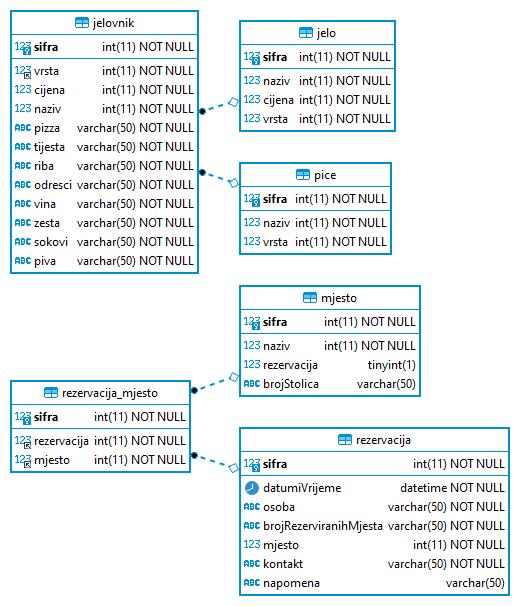 jelovnik
123 sifra int(11) NOT NULL
123 vrsta int(11) NOT NULL
123 cijena int(11) NOT NULL
123 naziv int(11) NOT NULL
ABC pizza varchar(50) NOT NULL
ABC tijesta varchar(50) NOT NULL
ABC riba varchar(50) NOT NULL
ABC odresci varchar(50) NOT NULL
ABC vina varchar(50) NOT NULL
ABC zesta varchar(50) NOT NULL
ABC sokovi varchar(50) NOT NULL
ABC piva varchar(50) NOT NULL
jelo
123 sifra int(11) NOT NULL
123 naziv int(11) NOT NULL
123 cijena int(11) NOT NULL
123 vrsta int(11) NOT NULL
pice
123 sifra int(11) NOT NULL
123 naziv int(11) NOT NULL
123 vrsta int(11) NOT NULL
mjesto
123 sifra int(11) NOT NULL
123 naziv int(11) NOT NULL
123 rezervacija tinyint(1)
ABC brojStolica varchar(50)
rezervacija_mjesto
123 sifra int(11) NOT NULL
123 rezervacija int(11) NOT NULL
123 mjesto int(11) NOT NULL
rezervacija
123 sifra int(11) NOT NULL
datumiVrijeme datetime NOT NULL
ABC osoba varchar(50) NOT NULL
ABC brojRezerviranihMjesta varchar(50) NOT NULL
123 mjesto int(11) NOT NULL
ABC kontakt varchar(50) NOT NULL
ABC napomena varchar(50)